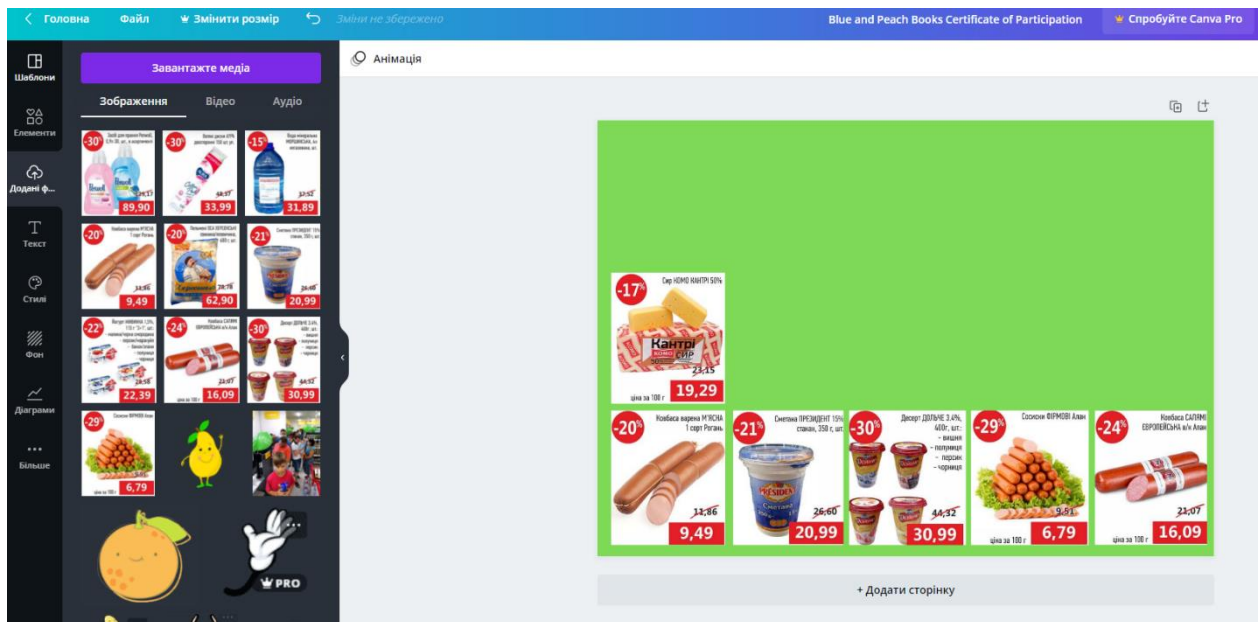 Головна Файл Змінити розмір Зміни не збережено Blue and Peach Books Certificate of Participation Спробуйте Canva Pro
Шаблони
Елементи
Додані ф...
Текст
Стилі
Фон
Діаграми
Більше
Завантажте медіа
Зображення Відео Аудіо
-30%
89,90
-30%
33,99
-15%
31,89
-20%
9,49
-20%
62,90
-21%
20,99
-22%
22,39
-24%
16,09
-30%
30,99
-29%
6,79
PRO
Анімація
-17%
Сир КОМО КАНТРІ 50%
Кантрі
КОМО СИР
23,15
ціна за 100 г 19,29
-20%
Ковбаса варена М'ЯСНА
1 сорт Рогань
11,86
9,49
-21%
Сметана ПРЕЗИДЕНТ 15%
стакан, 350 г, шт.
PRÉSIDENT
Сметана
26,60
20,99
-30%
Десерт ДОЛЬЧЕ 3.4%,
400г, шт.:
- вишня
- полуниця
- персик
- чорниця
44,32
30,99
-29%
Сосиски ФІРМОВІ Алан
9,51
ціна за 100 г 6,79
-24%
Ковбаса САЛЯМІ
ЕВРОПЕЙСЬКА в/к Алан
21,07
ціна за 100 г 16,09
+ Додати сторінку